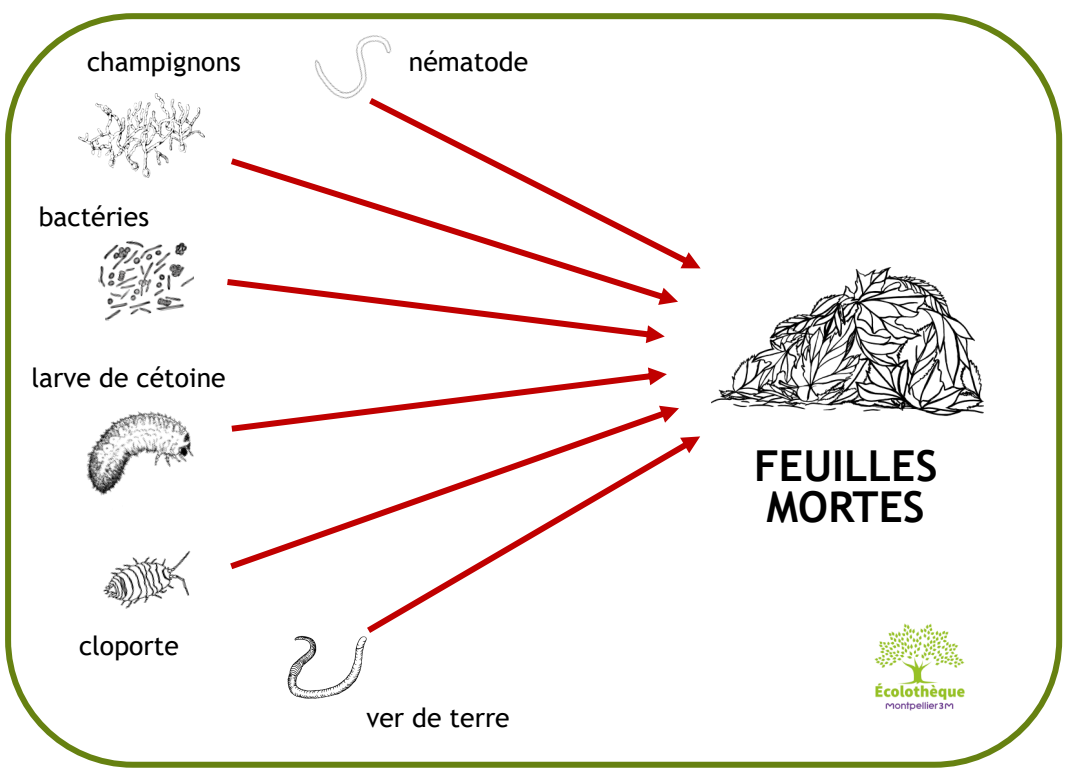 champignons
nématode
bactéries
larve de cétoine
cloporte
ver de terre
FEUILLES
MORTES
Écolothèque
Montpellier3M